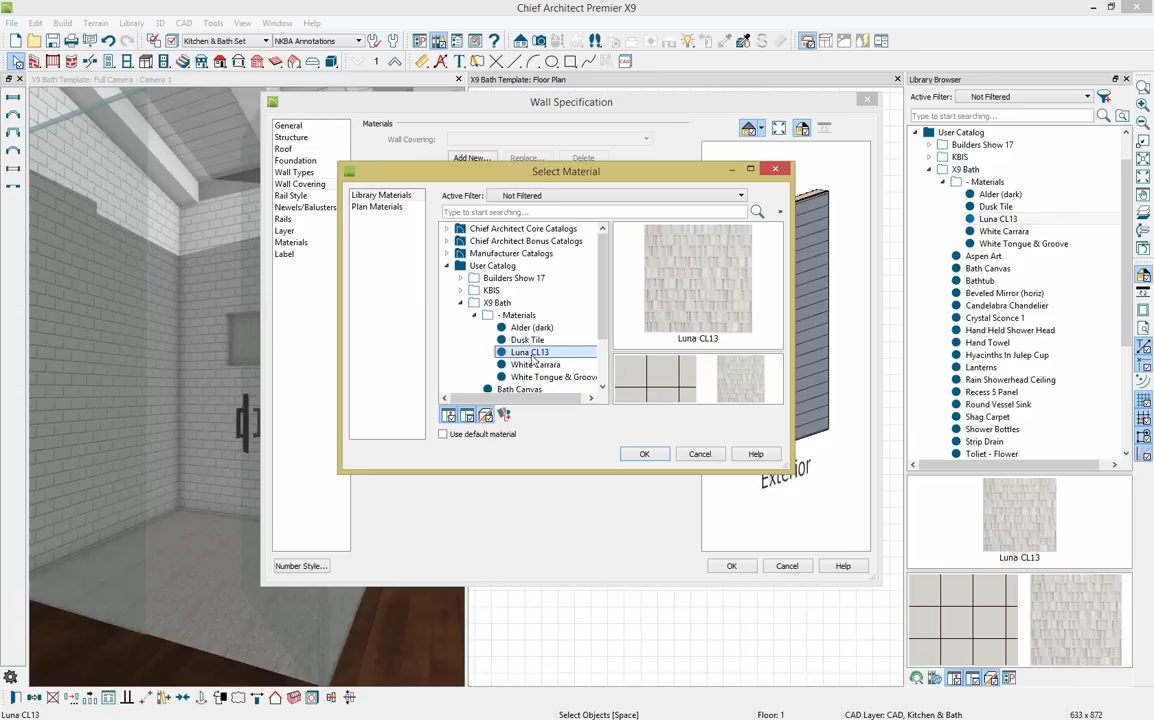 Chief Architect Premier X9
File Edit Build Terrain Library 3D CAD Tools View Window Help
Kitchen & Bath Set NKBA Annotations
1
X9 Bath Template: Full Camera - Camera 1
X9 Bath Template: Floor Plan
Library Browser
Active Filter: Not Filtered
Type to start searching...
User Catalog
Builders Show 17
KBIS
X9 Bath
- Materials
Alder (dark)
Dusk Tile
Luna CL13
White Carrara
White Tongue & Groove
Aspen Art
Bath Canvas
Bathtub
Beveled Mirror (horiz)
Candelabra Chandelier
Crystal Sconce 1
Hand Held Shower Head
Hand Towel
Hyacinths In Julep Cup
Lanterns
Rain Showerhead Ceiling
Recess 5 Panel
Round Vessel Sink
Shag Carpet
Shower Bottles
Strip Drain
Toliet - Flower
Luna CL13
Wall Specification
General
Structure
Roof
Foundation
Wall Types
Wall Covering
Rail Style
Newels/Balusters
Rails
Layer
Materials
Label
Materials
Wall Covering:
Add New... Replace... Delete
Exterior
Number Style... OK Cancel Help
Select Material
Library Materials
Plan Materials
Active Filter: Not Filtered
Type to start searching...
Chief Architect Core Catalogs
Chief Architect Bonus Catalogs
Manufacturer Catalogs
User Catalog
Builders Show 17
KBIS
X9 Bath
- Materials
Alder (dark)
Dusk Tile
Luna CL13
White Carrara
White Tongue & Groov
Bath Canvas
Luna CL13
Use default material
OK Cancel Help
Luna CL13 Select Objects [Space] Floor: 1 CAD Layer: CAD, Kitchen & Bath 633 x 872